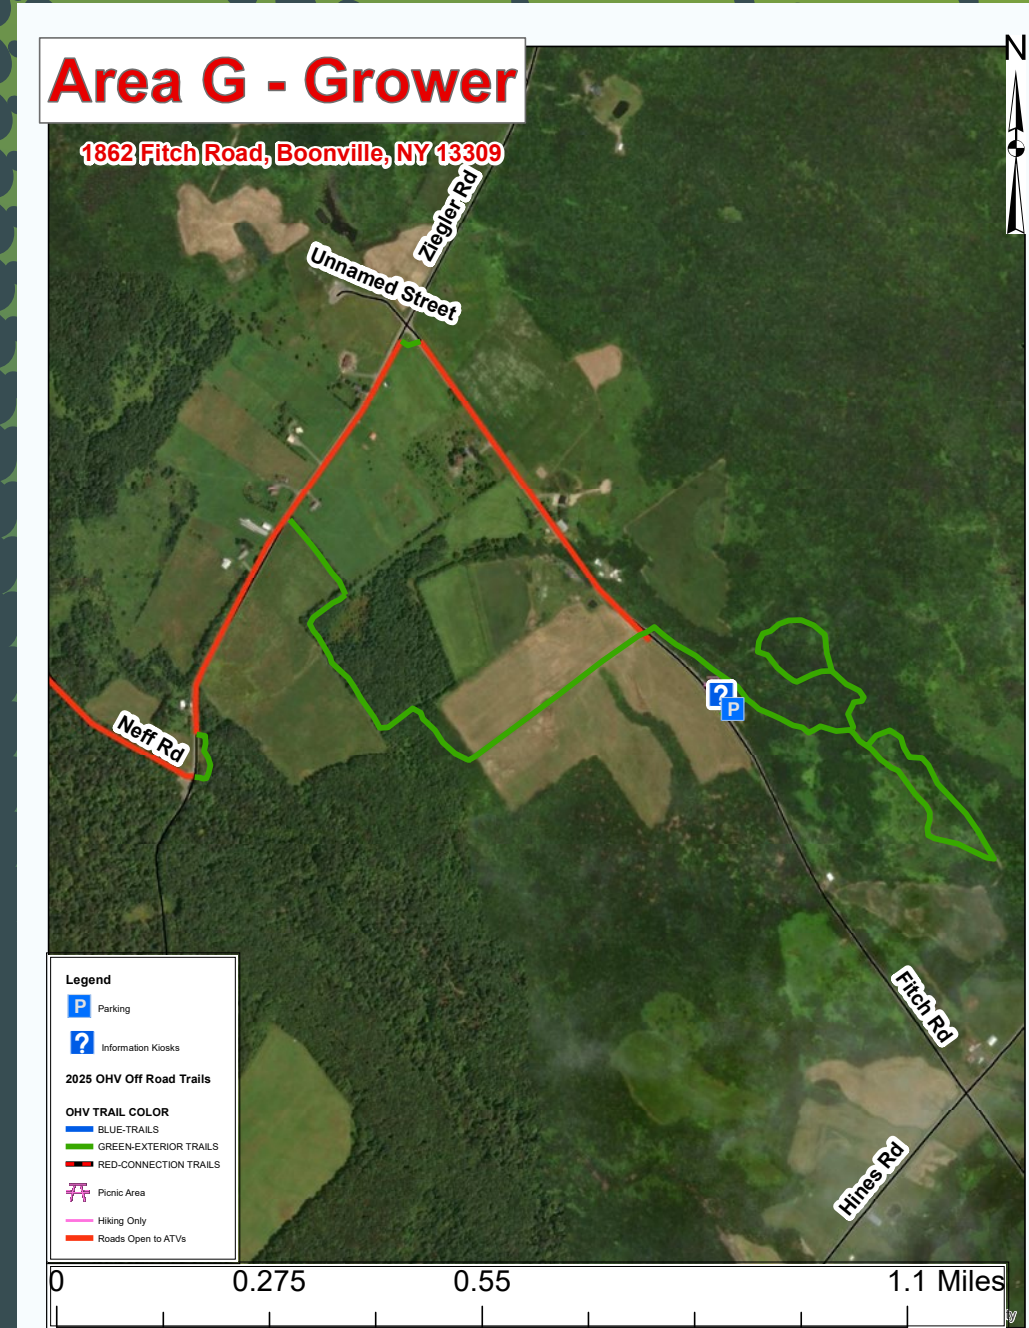 Area G - Grower
N
1862 Fitch Road, Boonville, NY 13309
Ziegler Rd
Unnamed Street
?
P
Neff Rd
Fitch Rd
Hines Rd
Legend
P Parking
? Information Kiosks
2025 OHV Off Road Trails
OHV TRAIL COLOR
BLUE-TRAILS
GREEN-EXTERIOR TRAILS
RED-CONNECTION TRAILS
Picnic Area
Hiking Only
Roads Open to ATVs
0 0.275 0.55 1.1 Miles